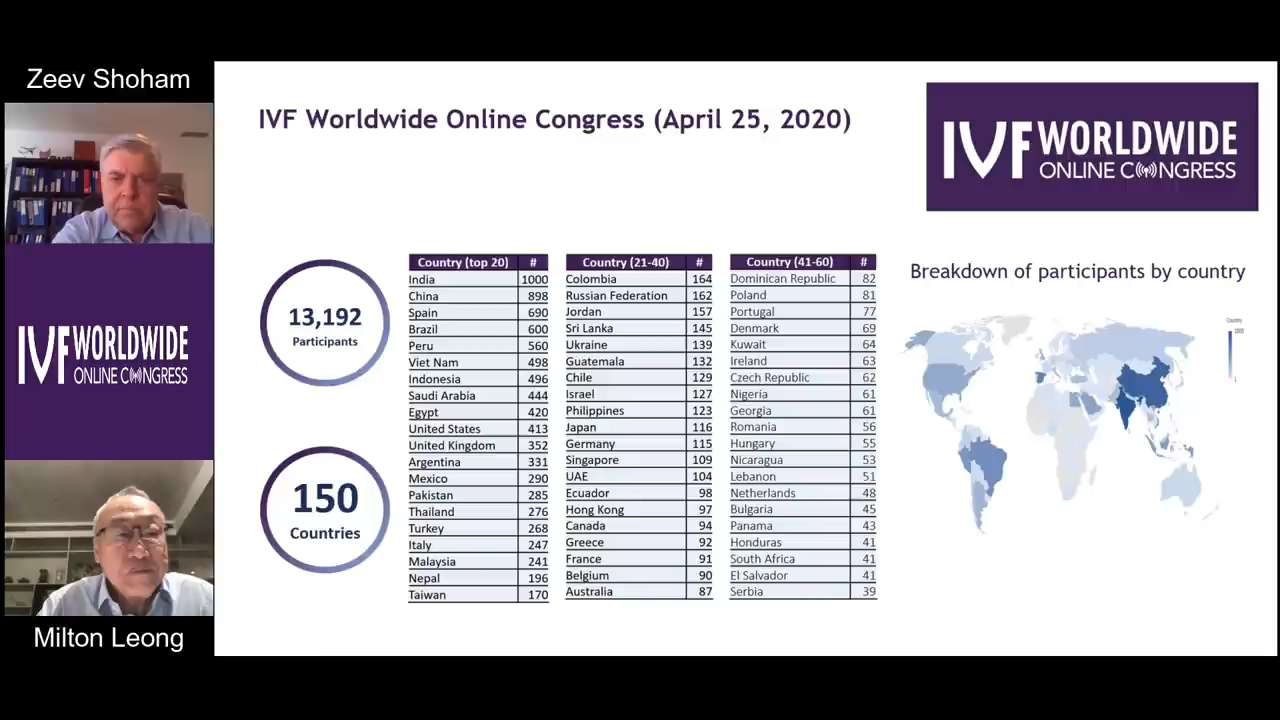 Zeev Shoham
IVF WORLDWIDE
ONLINE CONGRESS
Milton Leong
IVF Worldwide Online Congress (April 25, 2020)
IVF WORLDWIDE
ONLINE CONGRESS
13,192
Participants
150
Countries
Country (top 20) #
India 1000
China 898
Spain 690
Brazil 600
Peru 560
Viet Nam 498
Indonesia 496
Saudi Arabia 444
Egypt 420
United States 413
United Kingdom 352
Argentina 331
Mexico 290
Pakistan 285
Thailand 276
Turkey 268
Italy 247
Malaysia 241
Nepal 196
Taiwan 170
Country (21-40) #
Colombia 164
Russian Federation 162
Jordan 157
Sri Lanka 145
Ukraine 139
Guatemala 132
Chile 129
Israel 127
Philippines 123
Japan 116
Germany 115
Singapore 109
UAE 104
Ecuador 98
Hong Kong 97
Canada 94
Greece 92
France 91
Belgium 90
Australia 87
Country (41-60) #
Dominican Republic 82
Poland 81
Portugal 77
Denmark 69
Kuwait 64
Ireland 63
Czech Republic 62
Nigeria 61
Georgia 61
Romania 56
Hungary 55
Nicaragua 53
Lebanon 51
Netherlands 48
Bulgaria 45
Panama 43
Honduras 41
South Africa 41
El Salvador 41
Serbia 39
Breakdown of participants by country
Country
1000
1